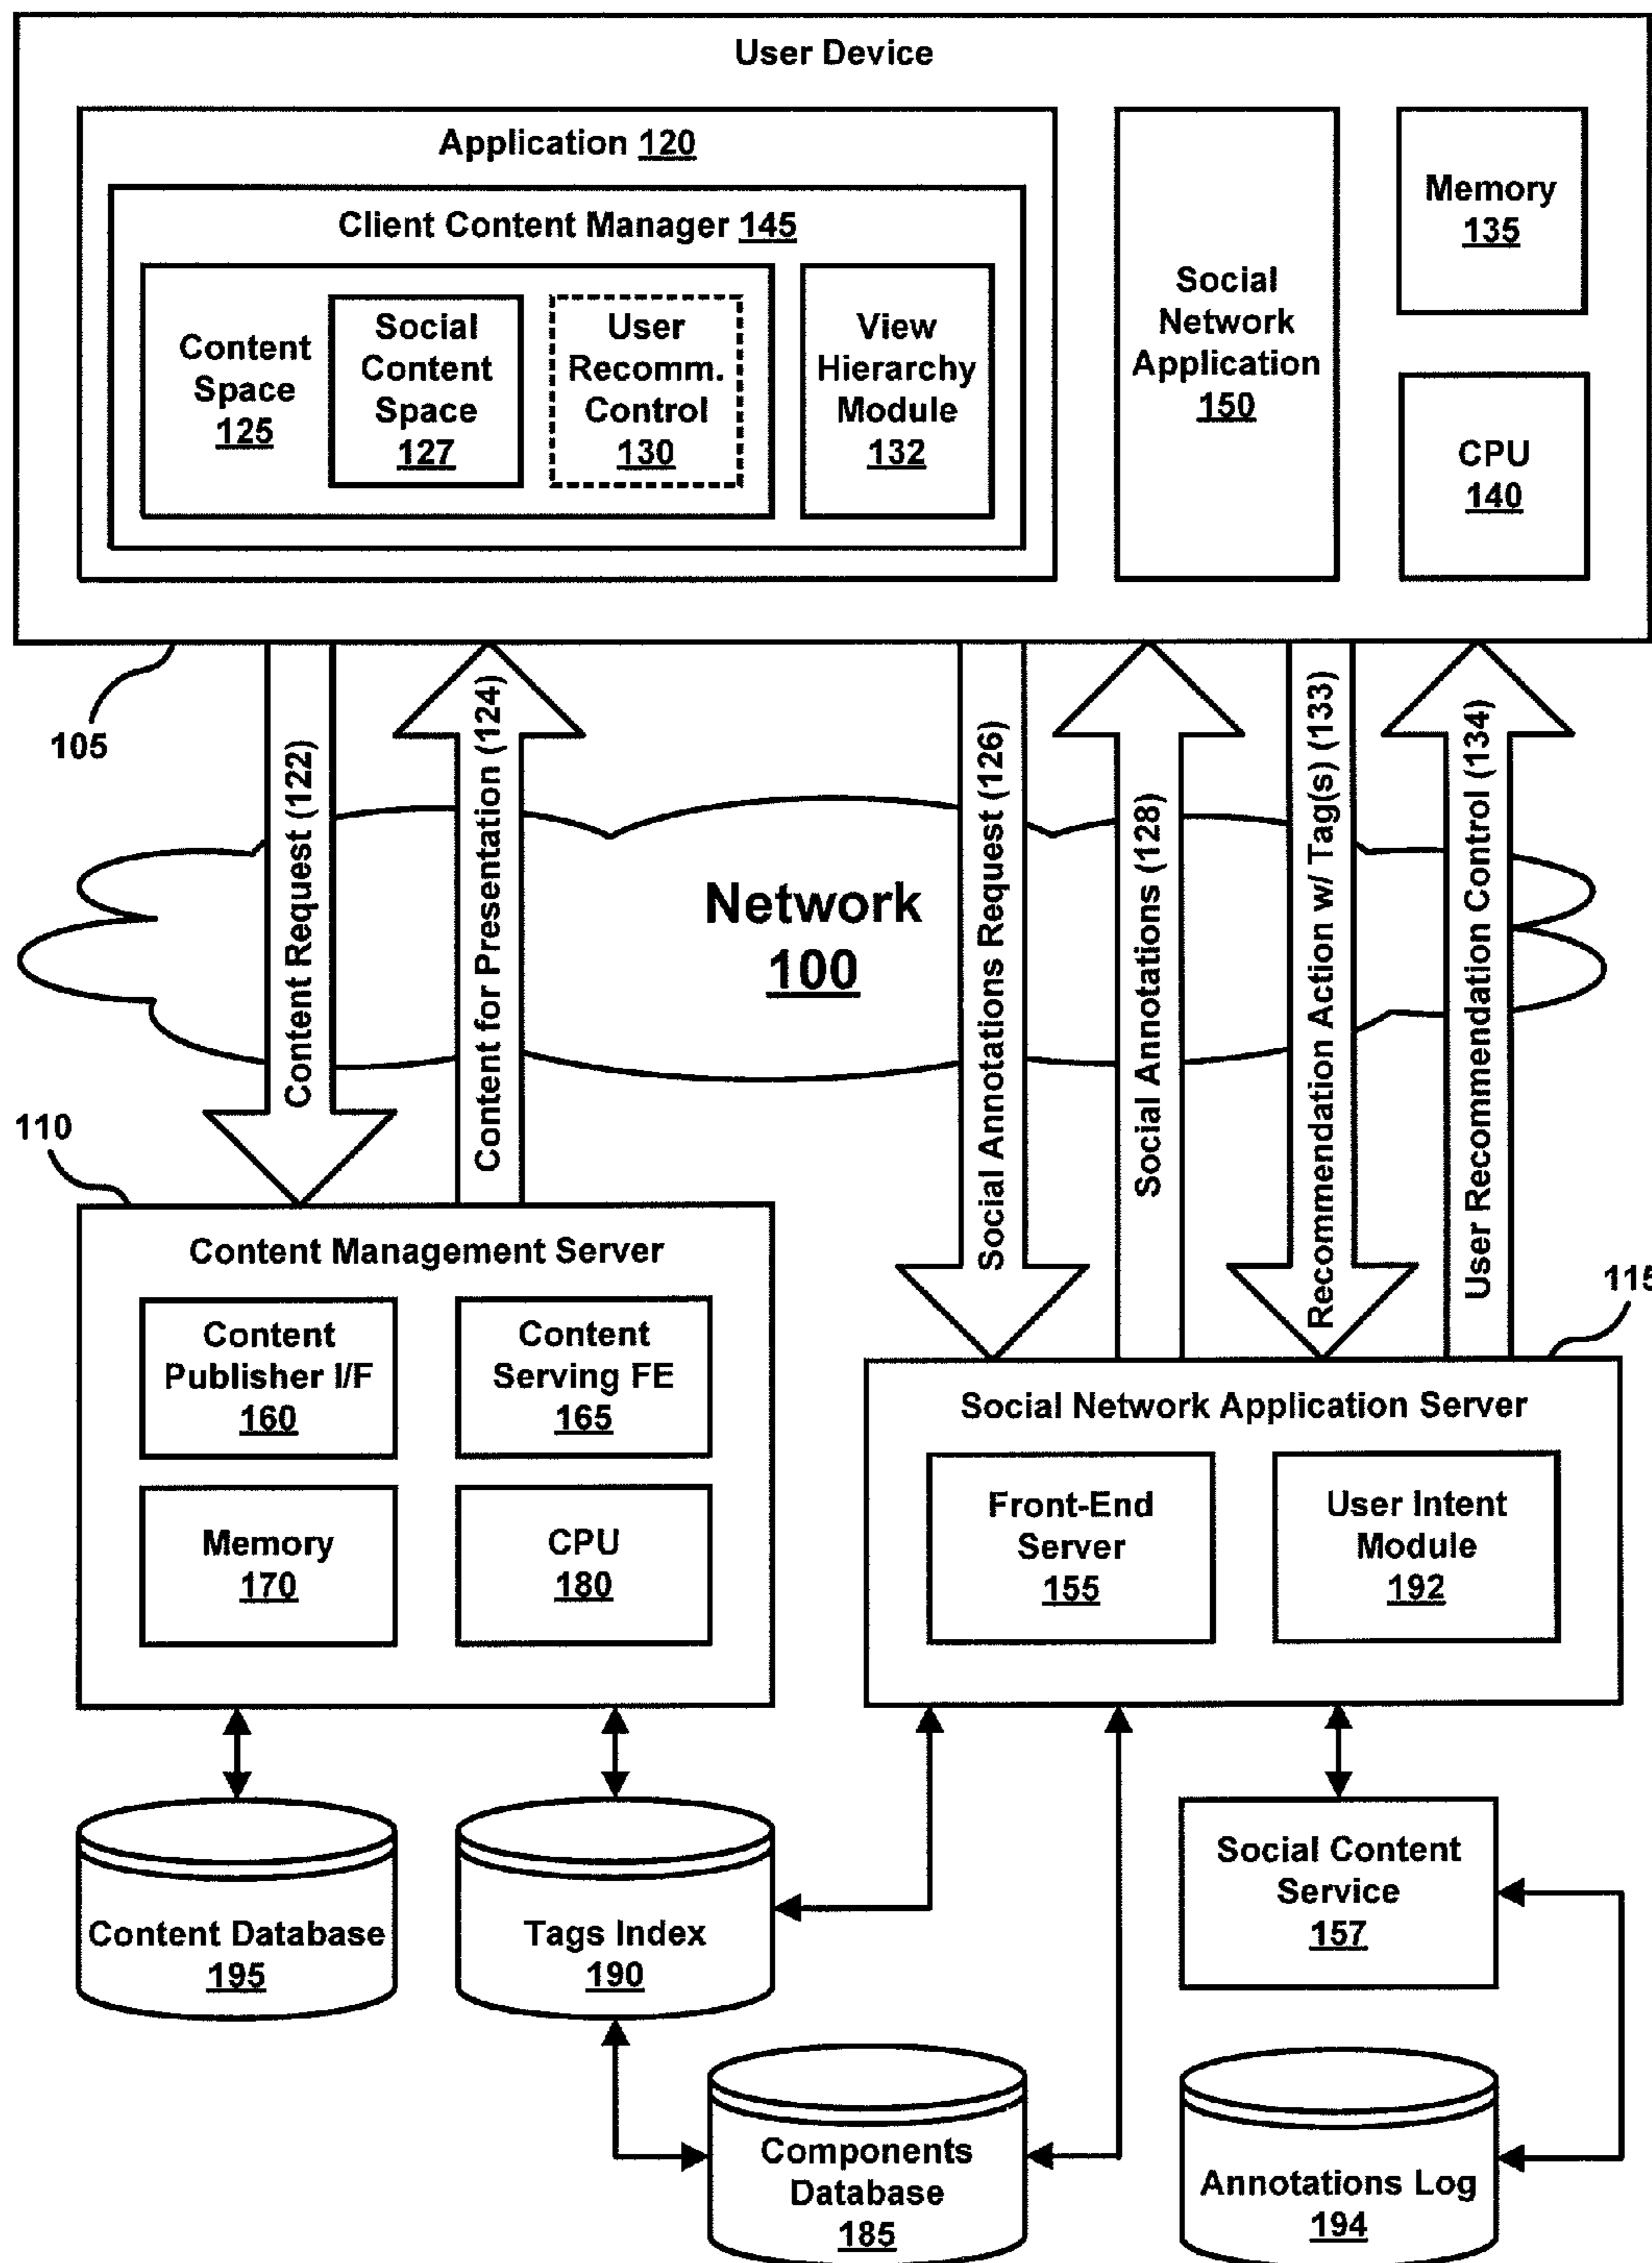 User Device
Application 120
Client Content Manager 145
Content
Space
125
Social
Content
Space
127
User
Recomm.
Control
130
View
Hierarchy
Module
132
Social
Network
Application
150
Memory
135
CPU
140
105
Content Request (122)
Content for Presentation (124)
Network
100
Social Annotations Request (126)
Social Annotations (128)
Recommendation Action w/ Tag(s) (133)
User Recommendation Control (134)
110
Content Management Server
Content
Publisher I/F
160
Content
Serving FE
165
Memory
170
CPU
180
115
Social Network Application Server
Front-End
Server
155
User Intent
Module
192
Content Database
195
Tags Index
190
Social Content
Service
157
Components
Database
185
Annotations Log
194